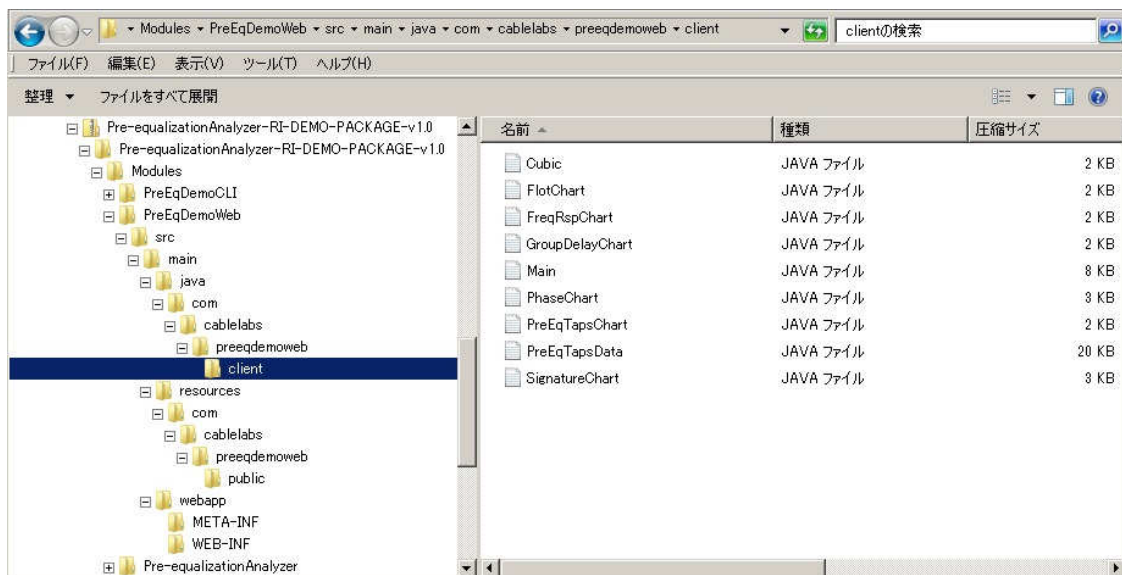 Modules ▾ PreEqDemoWeb ▾ src ▾ main ▾ java ▾ com ▾ cablelabs ▾ preeqdemoweb ▾ client
clientの検索
ファイル(F) 編集(E) 表示(V) ツール(T) ヘルプ(H)
整理 ▼ ファイルをすべて展開
Pre-equalizationAnalyzer-RI-DEMO-PACKAGE-v1.0
Pre-equalizationAnalyzer-RI-DEMO-PACKAGE-v1.0
Modules
PreEqDemoCLI
PreEqDemoWeb
src
main
java
com
cablelabs
preeqdemoweb
client
resources
com
cablelabs
preeqdemoweb
public
webapp
META-INF
WEB-INF
Pre-equalizationAnalyzer
名前 種類 圧縮サイズ
Cubic JAVA ファイル 2 KB
FlotChart JAVA ファイル 2 KB
FreqRspChart JAVA ファイル 2 KB
GroupDelayChart JAVA ファイル 2 KB
Main JAVA ファイル 8 KB
PhaseChart JAVA ファイル 3 KB
PreEqTapsChart JAVA ファイル 2 KB
PreEqTapsData JAVA ファイル 20 KB
SignatureChart JAVA ファイル 3 KB